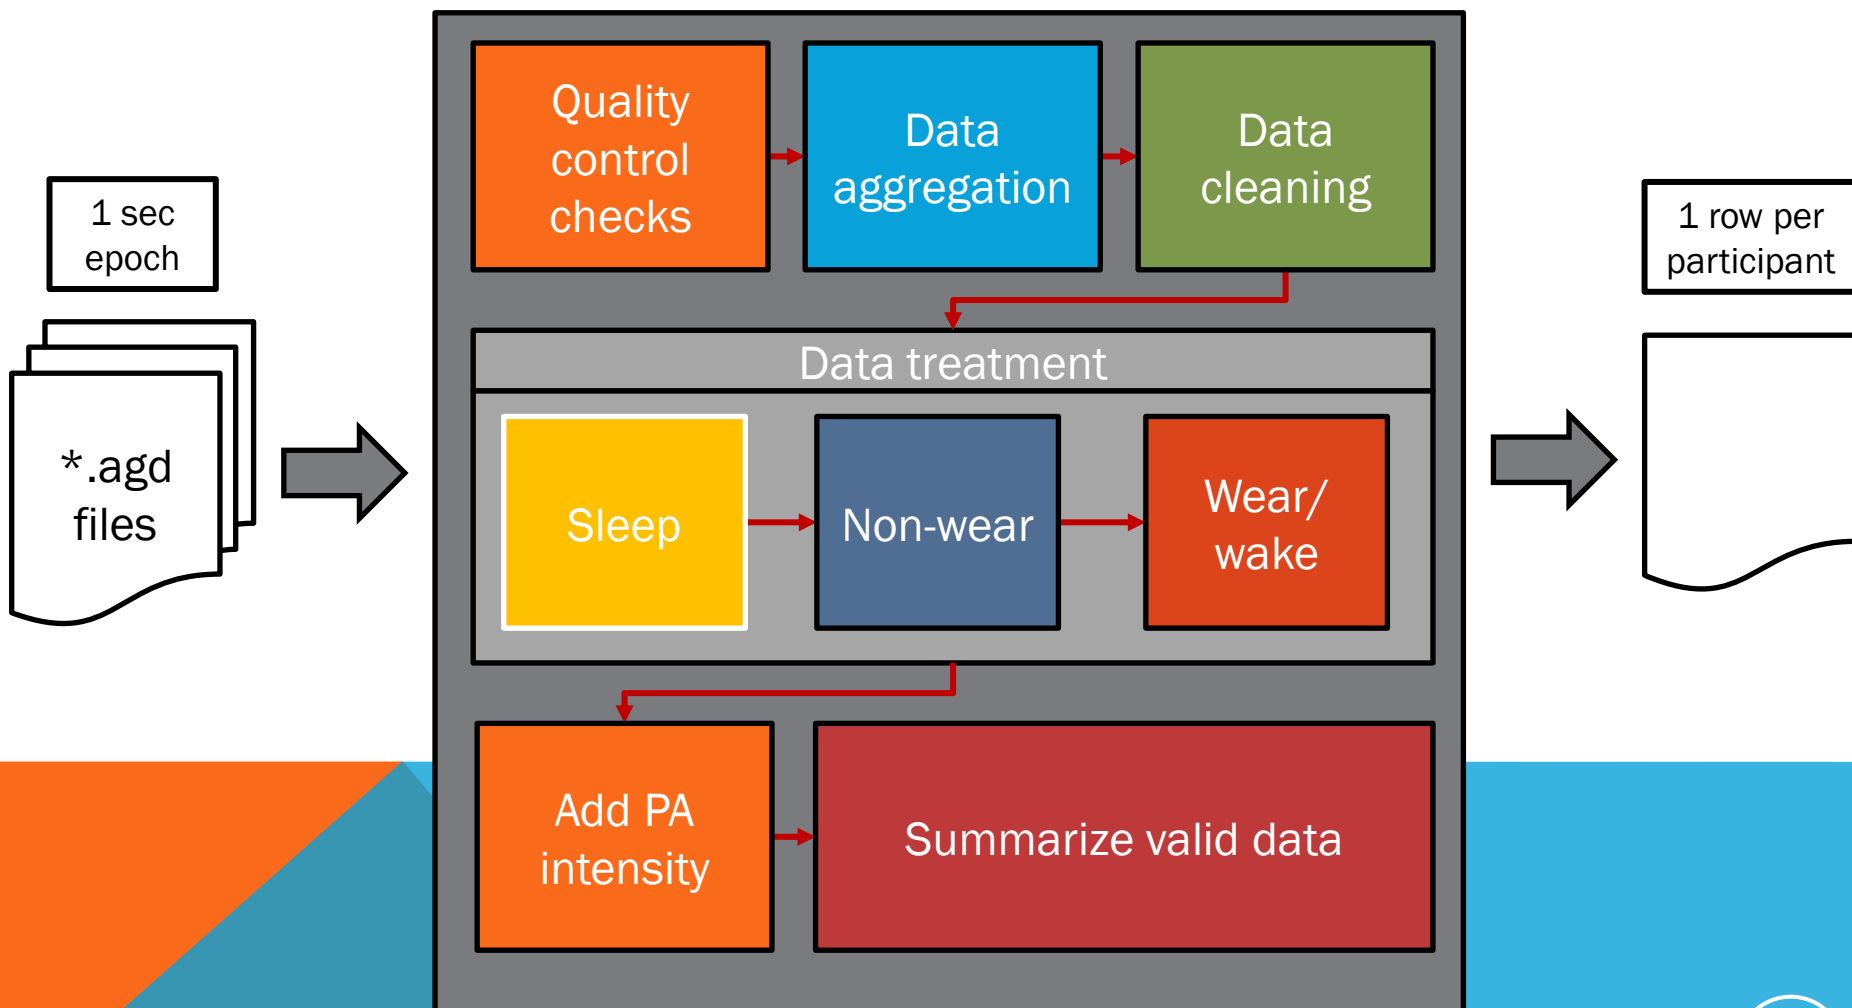 1 sec
epoch
*.agd
files
Quality
control
checks
Data
aggregation
Data
cleaning
Data treatment
Sleep
Non-wear
Wear/
wake
Add PA
intensity
Summarize valid data
1 row per
participant